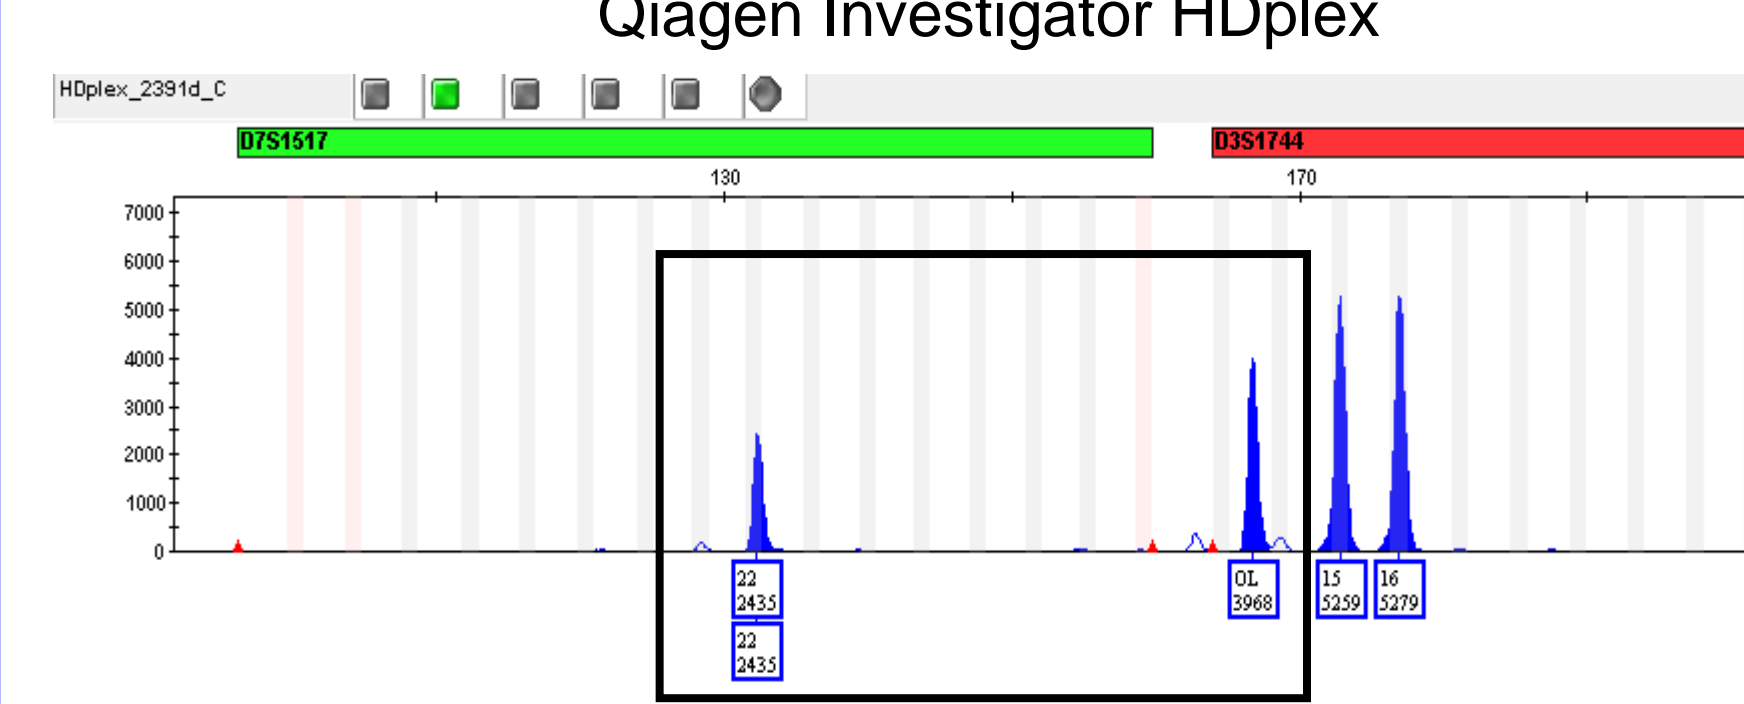 Qiagen Investigator HDplex
HDplex_2391d_C
D7S1517 D3S1744
130 170
7000
6000
5000
4000
3000
2000
1000
0
22 OL 15 16
2435 3968 5259 5279
22
2435